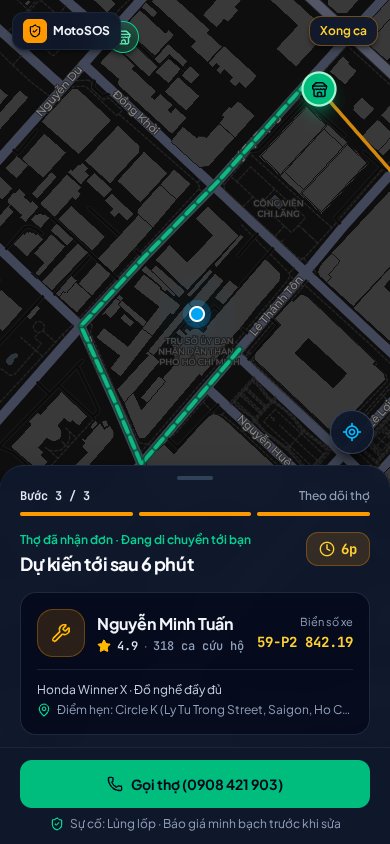 MotoSOS
Xong ca
Nguyễn Du
Đồng Khởi
CÔNG VIÊN
CHI LĂNG
Lê Thánh Tôn
TRỤ SỞ ỦY BAN
NHÂN DÂN THÀN
PHỐ HỒ CHÍ MINH
Nguyễn Huệ
Bước 3 / 3
Theo dõi thợ
Thợ đã nhận đơn · Đang di chuyển tới bạn
Dự kiến tới sau 6 phút
6p
Nguyễn Minh Tuấn
Biển số xe
4.9 · 318 ca cứu hộ
59-P2 842.19
Honda Winner X · Đồ nghề đầy đủ
Điểm hẹn: Circle K (Ly Tu Trong Street, Saigon, Ho C...
Gọi thợ (0908 421 903)
Sự cố: Lủng lốp · Báo giá minh bạch trước khi sửa